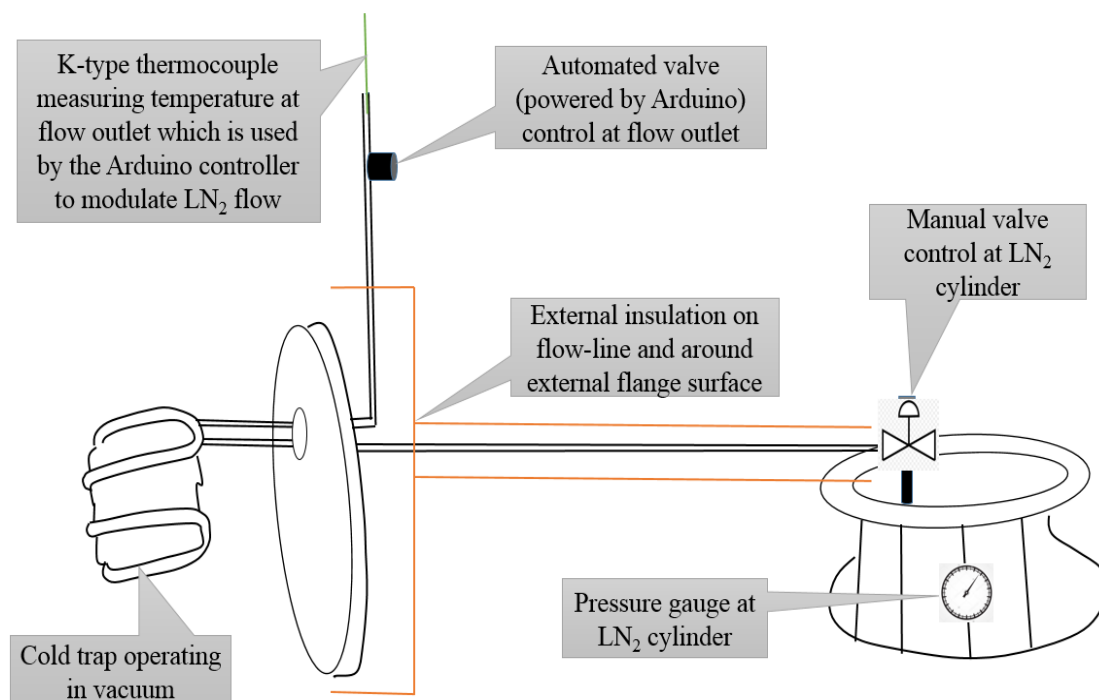 K-type thermocouple
measuring temperature at
flow outlet which is used
by the Arduino controller
to modulate LN₂ flow
Automated valve
(powered by Arduino)
control at flow outlet
Manual valve
control at LN₂
cylinder
External insulation on
flow-line and around
external flange surface
Pressure gauge at
LN₂ cylinder
Cold trap operating
in vacuum